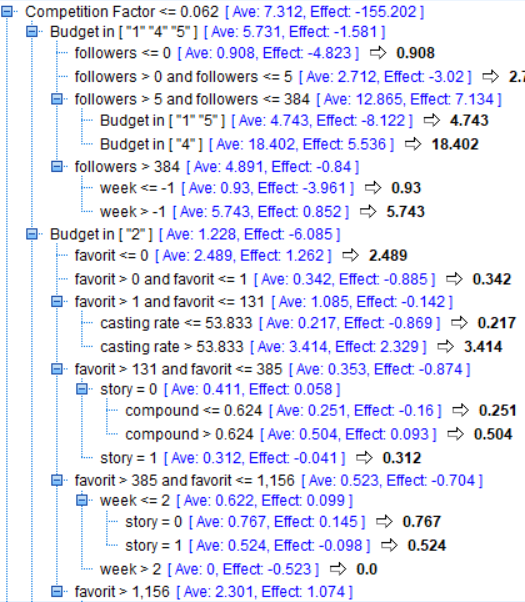 Competition Factor <= 0.062 [ Ave: 7.312, Effect: -155.202 ]
Budget in [ "1" "4" "5" ] [ Ave: 5.731, Effect: -1.581 ]
followers <= 0 [ Ave: 0.908, Effect: -4.823 ] ⇨ 0.908
followers > 0 and followers <= 5 [ Ave: 2.712, Effect: -3.02 ] ⇨ 2.7
followers > 5 and followers <= 384 [ Ave: 12.865, Effect: 7.134 ]
Budget in [ "1" "5" ] [ Ave: 4.743, Effect: -8.122 ] ⇨ 4.743
Budget in [ "4" ] [ Ave: 18.402, Effect: 5.536 ] ⇨ 18.402
followers > 384 [ Ave: 4.891, Effect: -0.84 ]
week <= -1 [ Ave: 0.93, Effect: -3.961 ] ⇨ 0.93
week > -1 [ Ave: 5.743, Effect: 0.852 ] ⇨ 5.743
Budget in [ "2" ] [ Ave: 1.228, Effect: -6.085 ]
favorit <= 0 [ Ave: 2.489, Effect: 1.262 ] ⇨ 2.489
favorit > 0 and favorit <= 1 [ Ave: 0.342, Effect: -0.885 ] ⇨ 0.342
favorit > 1 and favorit <= 131 [ Ave: 1.085, Effect: -0.142 ]
casting rate <= 53.833 [ Ave: 0.217, Effect: -0.869 ] ⇨ 0.217
casting rate > 53.833 [ Ave: 3.414, Effect: 2.329 ] ⇨ 3.414
favorit > 131 and favorit <= 385 [ Ave: 0.353, Effect: -0.874 ]
story = 0 [ Ave: 0.411, Effect: 0.058 ]
compound <= 0.624 [ Ave: 0.251, Effect: -0.16 ] ⇨ 0.251
compound > 0.624 [ Ave: 0.504, Effect: 0.093 ] ⇨ 0.504
story = 1 [ Ave: 0.312, Effect: -0.041 ] ⇨ 0.312
favorit > 385 and favorit <= 1,156 [ Ave: 0.523, Effect: -0.704 ]
week <= 2 [ Ave: 0.622, Effect: 0.099 ]
story = 0 [ Ave: 0.767, Effect: 0.145 ] ⇨ 0.767
story = 1 [ Ave: 0.524, Effect: -0.098 ] ⇨ 0.524
week > 2 [ Ave: 0, Effect: -0.523 ] ⇨ 0.0
favorit > 1,156 [ Ave: 2.301, Effect: 1.074 ]